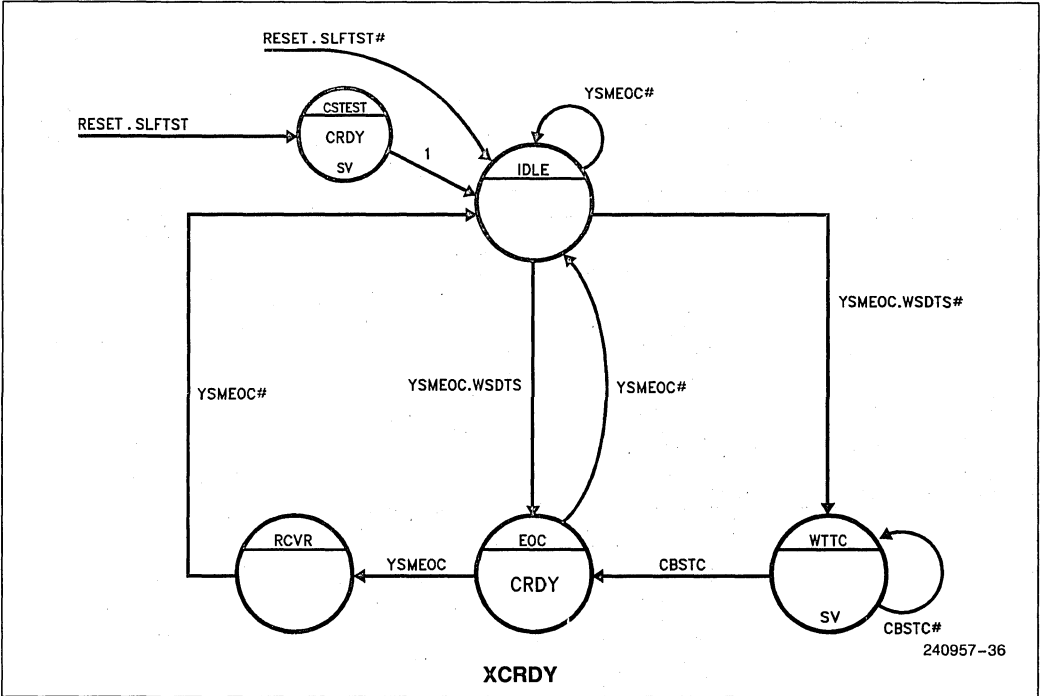 RESET.SLFTST#
YSMEOC#
CSTEST
RESET.SLFTST
CRDY
1
SV
IDLE
YSMEOC.WSDTS#
YSMEOC.WSDTS
YSMEOC#
YSMEOC#
RCVR
EOC
WTTC
YSMEOC
CBSTC
CRDY
SV
CBSTC#
240957-36
XCRDY